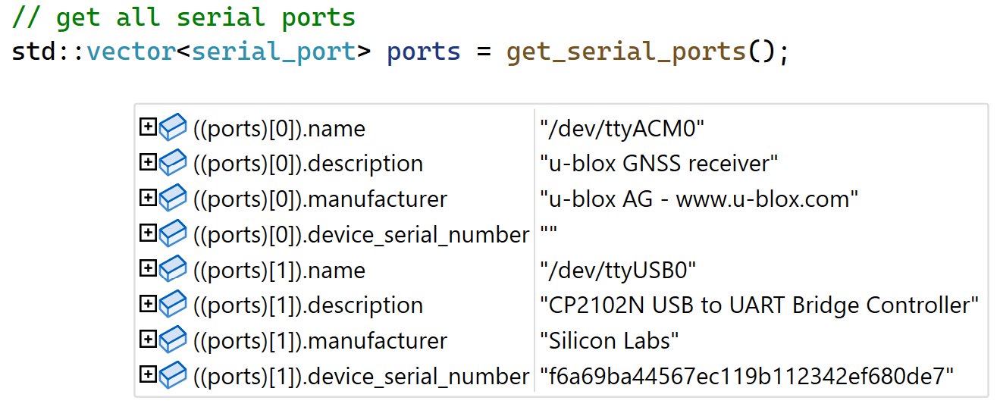 // get all serial ports
std::vector<serial_port> ports = get_serial_ports();
((ports)[0]).name "/dev/ttyACM0"
((ports)[0]).description "u-blox GNSS receiver"
((ports)[0]).manufacturer "u-blox AG - www.u-blox.com"
((ports)[0]).device_serial_number ""
((ports)[1]).name "/dev/ttyUSB0"
((ports)[1]).description "CP2102N USB to UART Bridge Controller"
((ports)[1]).manufacturer "Silicon Labs"
((ports)[1]).device_serial_number "f6a69ba44567ec119b112342ef680de7"